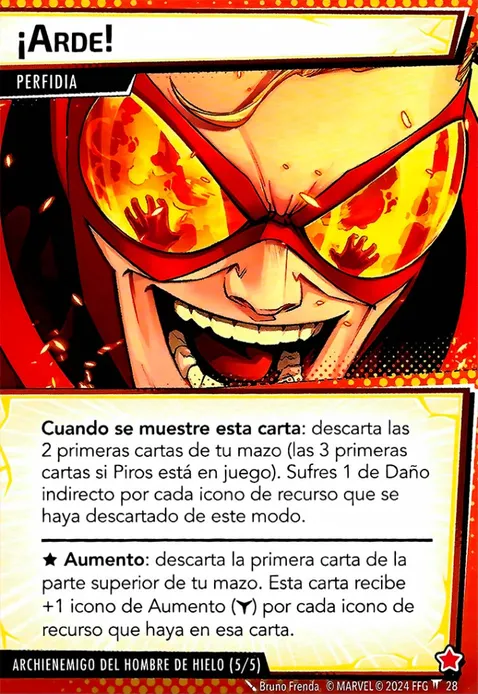 ¡ARDE!
PERFIDIA
Cuando se muestre esta carta: descarta las
2 primeras cartas de tu mazo (las 3 primeras
cartas si Piros está en juego). Sufres 1 de Daño
indirecto por cada icono de recurso que se
haya descartado de este modo.
★ Aumento: descarta la primera carta de la
parte superior de tu mazo. Esta carta recibe
+1 icono de Aumento () por cada icono de
recurso que haya en esa carta.
ARCHIENEMIGO DEL HOMBRE DE HIELO (5/5)
Bruno Frenda © MARVEL © 2024 FFG 28